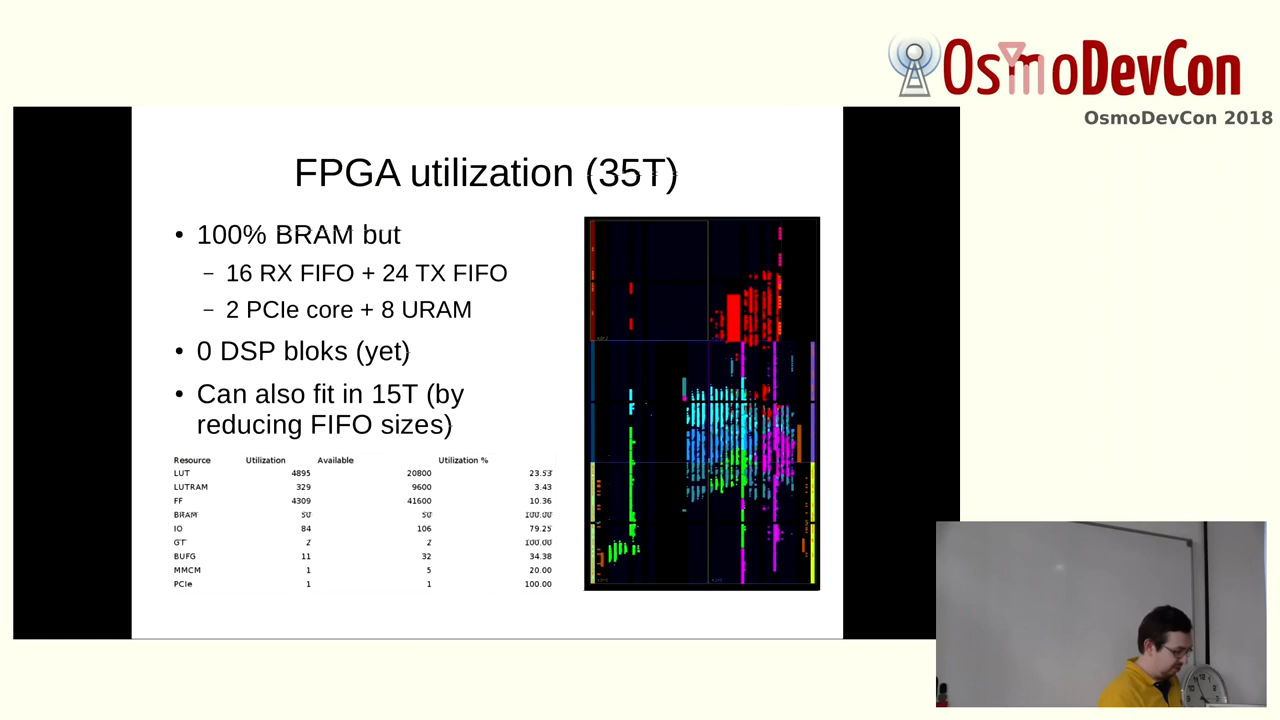 OsmoDevCon
OsmoDevCon 2018
FPGA utilization (35T)
• 100% BRAM but
– 16 RX FIFO + 24 TX FIFO
– 2 PCIe core + 8 URAM
• 0 DSP bloks (yet)
• Can also fit in 15T (by
reducing FIFO sizes)
Resource Utilization Available Utilization %
LUT 4895 20800 23.53
LUTRAM 329 9600 3.43
FF 4309 41600 10.36
BRAM 50 50 100.00
IO 84 106 79.25
GT 2 2 100.00
BUFG 11 32 34.38
MMCM 1 5 20.00
PCIe 1 1 100.00